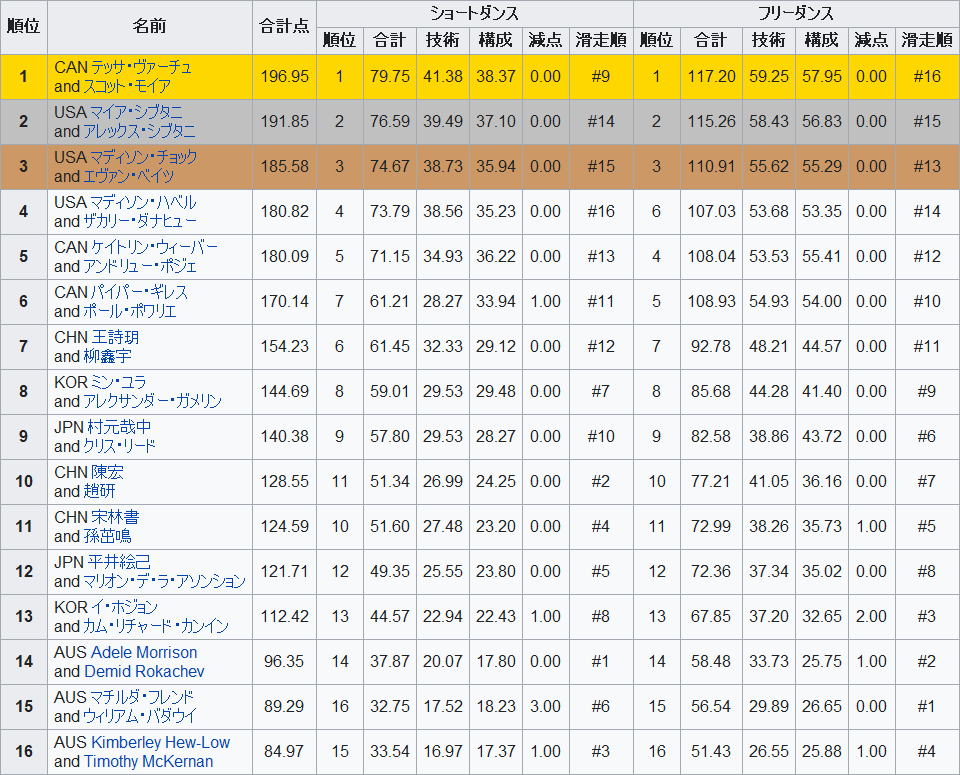 順位 名前 合計点 ショートダンス フリーダンス
順位 合計 技術 構成 減点 滑走順 順位 合計 技術 構成 減点 滑走順
1 CAN テッサ・ヴァーチュ and スコット・モイア 196.95 1 79.75 41.38 38.37 0.00 #9 1 117.20 59.25 57.95 0.00 #16
2 USA マイア・シブタニ and アレックス・シブタニ 191.85 2 76.59 39.49 37.10 0.00 #14 2 115.26 58.43 56.83 0.00 #15
3 USA マディソン・チョック and エヴァン・ベイツ 185.58 3 74.67 38.73 35.94 0.00 #15 3 110.91 55.62 55.29 0.00 #13
4 USA マディソン・ハベル and ザカリー・ダナヒュー 180.82 4 73.79 38.56 35.23 0.00 #16 6 107.03 53.68 53.35 0.00 #14
5 CAN ケイトリン・ウィーバー and アンドリュー・ポジェ 180.09 5 71.15 34.93 36.22 0.00 #13 4 108.04 53.53 55.41 0.00 #12
6 CAN パイパー・ギレス and ポール・ポワリエ 170.14 7 61.21 28.27 33.94 1.00 #11 5 108.93 54.93 54.00 0.00 #10
7 CHN 王詩玥 and 柳鑫宇 154.23 6 61.45 32.33 29.12 0.00 #12 7 92.78 48.21 44.57 0.00 #11
8 KOR ミン・ユラ and アレクサンダー・ガメリン 144.69 8 59.01 29.53 29.48 0.00 #7 8 85.68 44.28 41.40 0.00 #9
9 JPN 村元哉中 and クリス・リード 140.38 9 57.80 29.53 28.27 0.00 #10 9 82.58 38.86 43.72 0.00 #6
10 CHN 陳宏 and 趙研 128.55 11 51.34 26.99 24.25 0.00 #2 10 77.21 41.05 36.16 0.00 #7
11 CHN 宋林書 and 孫茁鳴 124.59 10 51.60 27.48 23.20 0.00 #4 11 72.99 38.26 35.73 1.00 #5
12 JPN 平井絵己 and マリオン・デ・ラ・アソンション 121.71 12 49.35 25.55 23.80 0.00 #5 12 72.36 37.34 35.02 0.00 #8
13 KOR イ・ホジョン and カム・リチャード・カンイン 112.42 13 44.57 22.94 22.43 1.00 #8 13 67.85 37.20 32.65 2.00 #3
14 AUS Adele Morrison and Demid Rokachev 96.35 14 37.87 20.07 17.80 0.00 #1 14 58.48 33.73 25.75 1.00 #2
15 AUS マチルダ・フレンド and ウィリアム・バダウイ 89.29 16 32.75 17.52 18.23 3.00 #6 15 56.54 29.89 26.65 0.00 #1
16 AUS Kimberley Hew-Low and Timothy McKernan 84.97 15 33.54 16.97 17.37 1.00 #3 16 51.43 26.55 25.88 1.00 #4